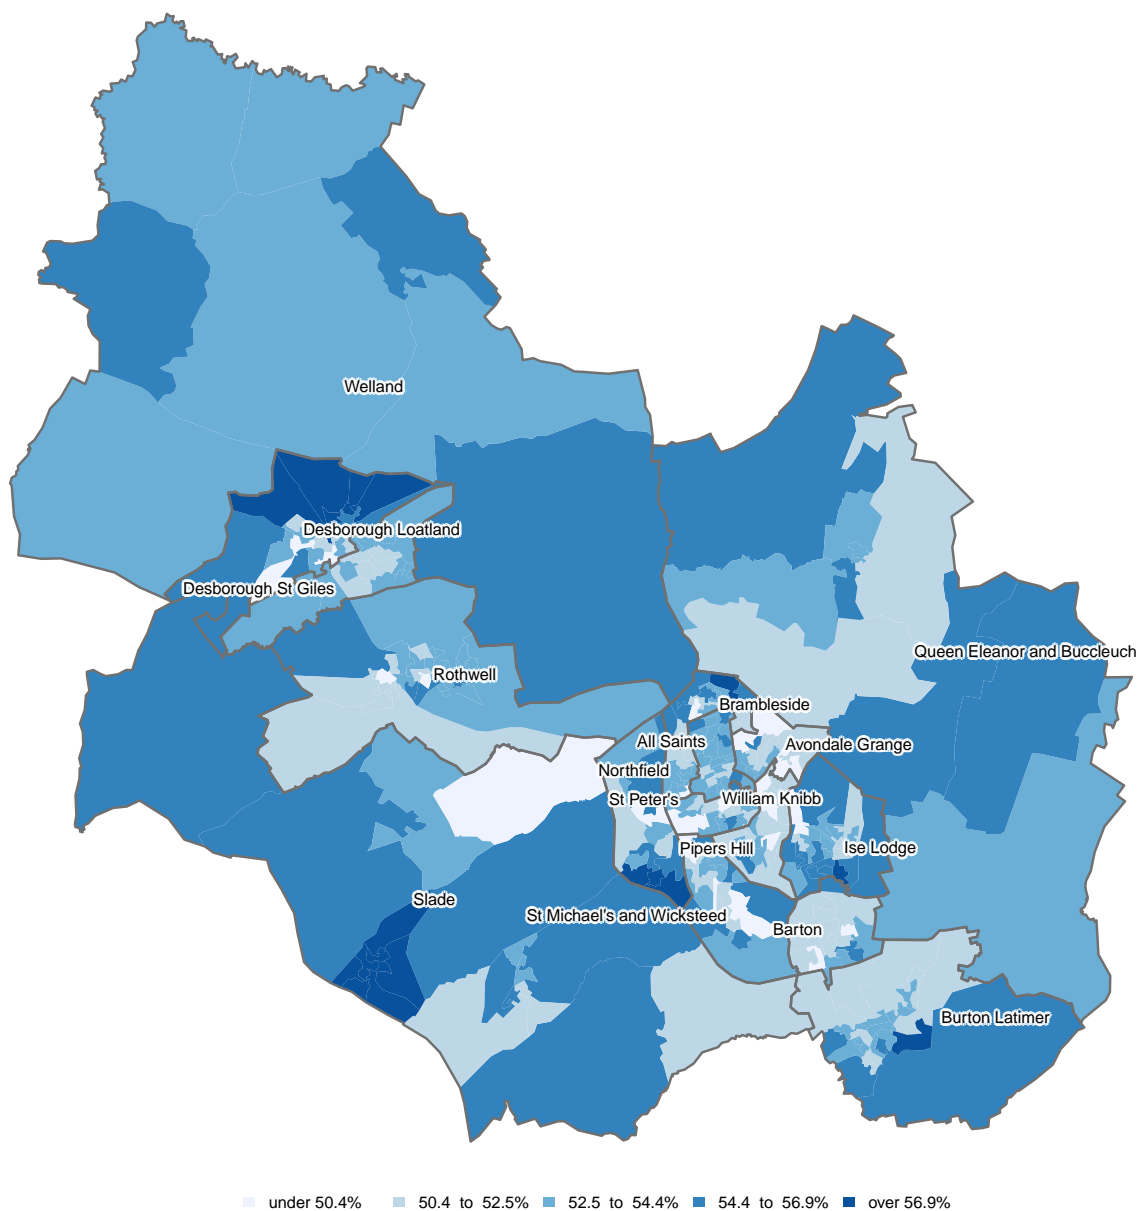 Welland
Desborough Loatland
Desborough St Giles
Queen Eleanor and Buccleuch
Rothwell
Brambleside
All Saints
Avondale Grange
Northfield
St Peter's
William Knibb
Pipers Hill
Ise Lodge
Slade
St Michael's and Wicksteed
Barton
Burton Latimer
under 50.4% 50.4 to 52.5% 52.5 to 54.4% 54.4 to 56.9% over 56.9%